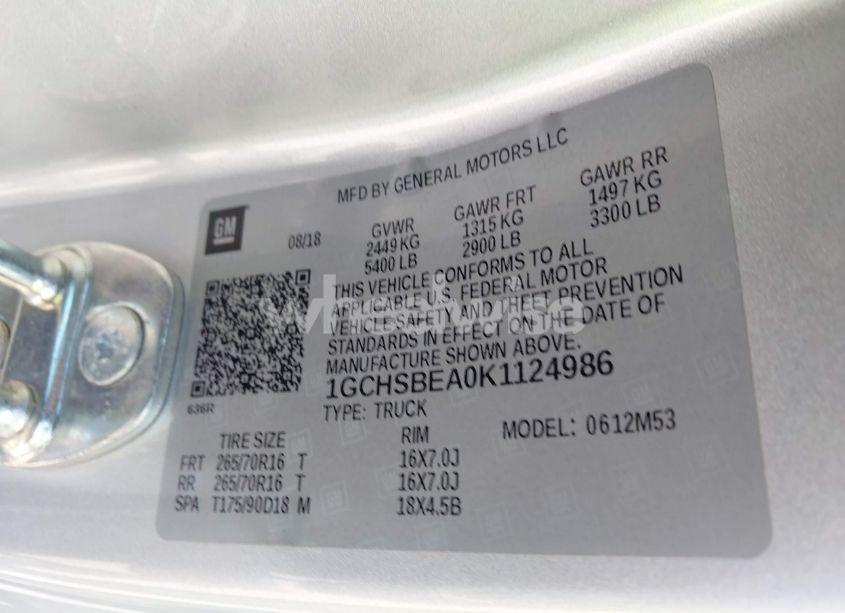 MFD BY GENERAL MOTORS LLC
GM
08/18
GVWR
2449 KG
5400 LB
GAWR FRT
1315 KG
2900 LB
GAWR RR
1497 KG
3300 LB
THIS VEHICLE CONFORMS TO ALL
APPLICABLE U.S. FEDERAL MOTOR
VEHICLE SAFETY AND THEFT PREVENTION
STANDARDS IN EFFECT ON THE DATE OF
MANUFACTURE SHOWN ABOVE.
1GCHSBEA0K1124986
636R
TYPE: TRUCK
MODEL: 0612M53
TIRE SIZE RIM
FRT 265/70R16 T 16X7.0J
RR 265/70R16 T 16X7.0J
SPA T175/90D18 M 18X4.5B